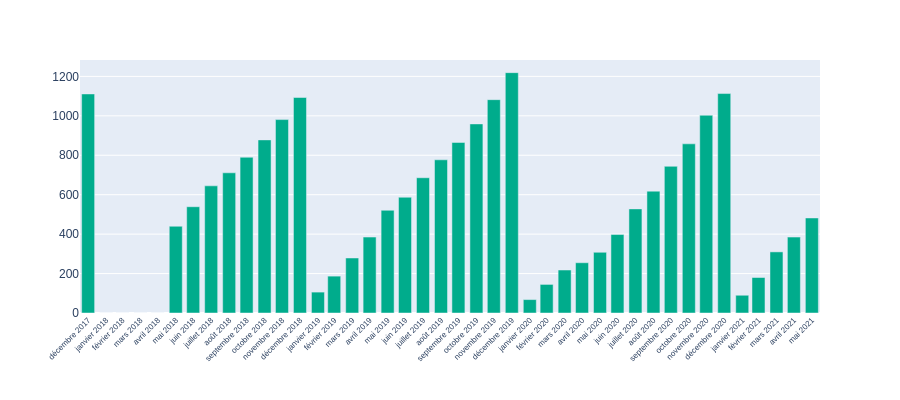 1200
1000
800
600
400
200
0
décembre 2017
janvier 2018
février 2018
mars 2018
avril 2018
mai 2018
juin 2018
juillet 2018
août 2018
septembre 2018
octobre 2018
novembre 2018
décembre 2018
janvier 2019
février 2019
mars 2019
avril 2019
mai 2019
juin 2019
juillet 2019
août 2019
septembre 2019
octobre 2019
novembre 2019
décembre 2019
janvier 2020
février 2020
mars 2020
avril 2020
mai 2020
juin 2020
juillet 2020
août 2020
septembre 2020
octobre 2020
novembre 2020
décembre 2020
janvier 2021
février 2021
mars 2021
avril 2021
mai 2021